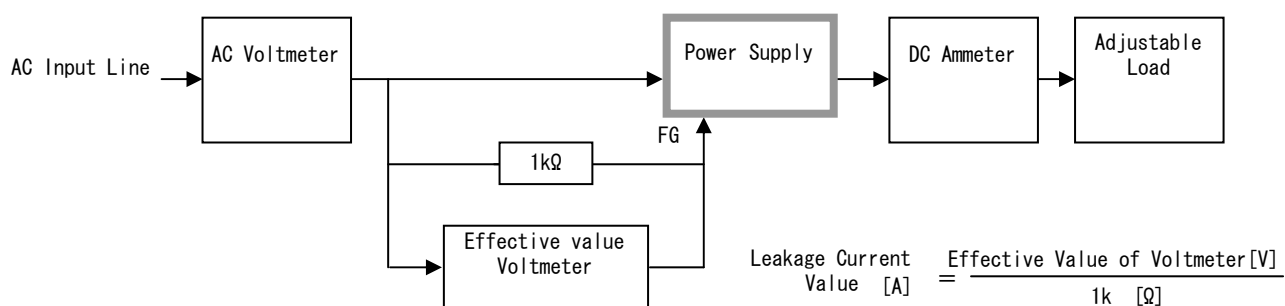 AC Input Line
AC Voltmeter
Power Supply
DC Ammeter
Adjustable
Load
FG
1kΩ
Effective value
Voltmeter
Leakage Current
Value [A]
=
Effective Value of Voltmeter[V]
1k [Ω]